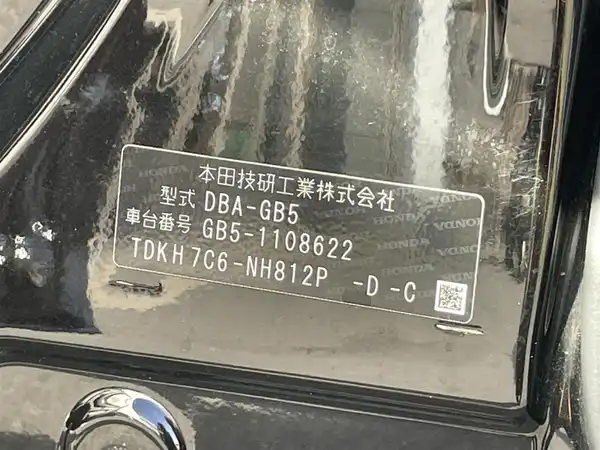 本田技研工業株式会社
型式 DBA-GB5
車台番号 GB5-1108622
TDKH7C6-NH812P -D -C